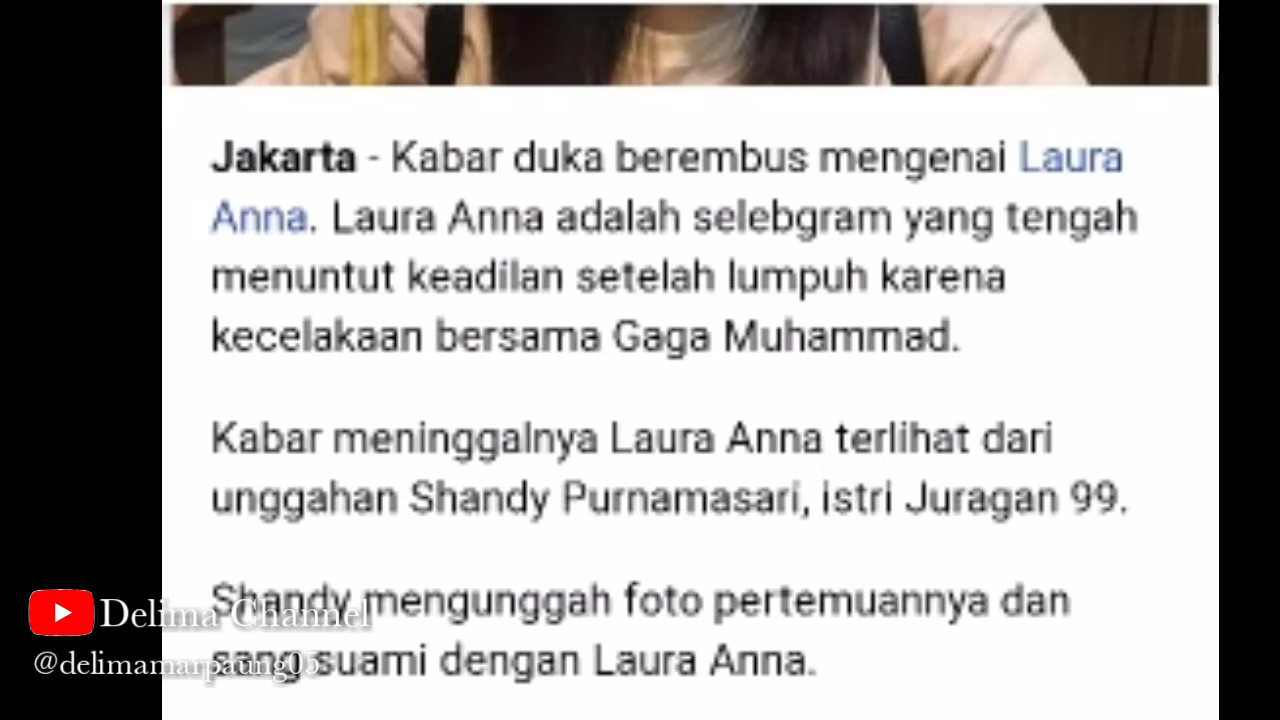 Jakarta - Kabar duka berembus mengenai Laura
Anna. Laura Anna adalah selebgram yang tengah
menuntut keadilan setelah lumpuh karena
kecelakaan bersama Gaga Muhammad.
Kabar meninggalnya Laura Anna terlihat dari
unggahan Shandy Purnamasari, istri Juragan 99.
Shandy mengunggah foto pertemuannya dan
sang suami dengan Laura Anna.
Delima Channel
@delimamarpaung05